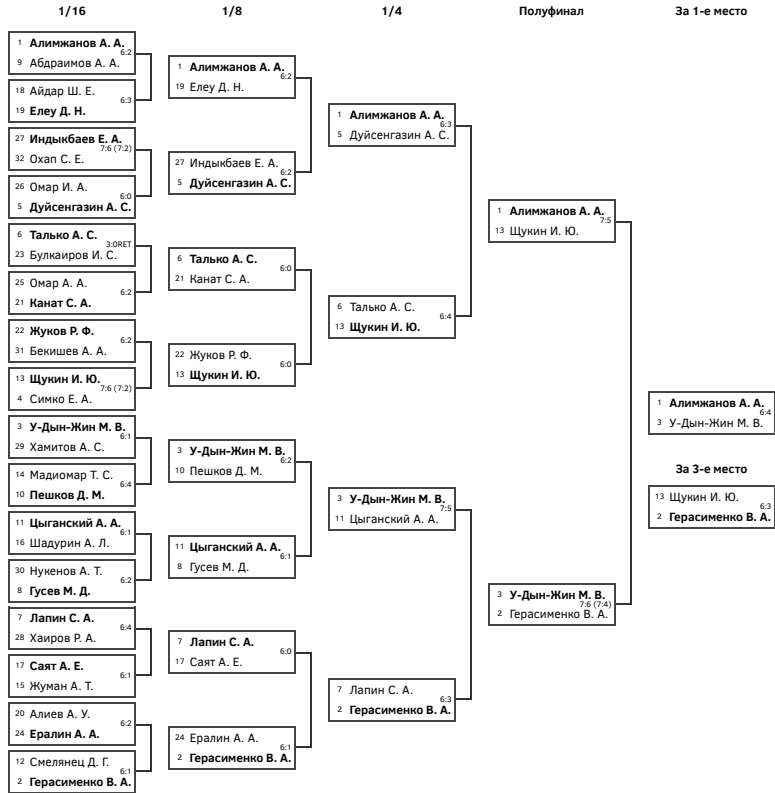 1/16
1 Алимжанов А. А.
6:2
9 Абдраимов А. А.
18 Айдар Ш. Е.
6:3
19 Елеу Д. Н.
27 Индыкбаев Е. А.
7:6 (7:2)
32 Охап С. Е.
26 Омар И. А.
6:0
5 Дуйсенгазин А. С.
6 Талько А. С.
3:0RET
23 Булкаиров И. С.
25 Омар А. А.
6:2
21 Канат С. А.
22 Жуков Р. Ф.
6:2
31 Бекишев А. А.
13 Щукин И. Ю.
7:6 (7:2)
4 Симко Е. А.
3 У-Дын-Жин М. В.
6:1
29 Хамитов А. С.
14 Мадиомар Т. С.
6:4
10 Пешков Д. М.
11 Цыганский А. А.
6:1
16 Шадурин А. Л.
30 Нукенов А. Т.
6:2
8 Гусев М. Д.
7 Лапин С. А.
6:4
28 Хаиров Р. А.
17 Саят А. Е.
6:1
15 Жуман А. Т.
20 Алиев А. У.
6:2
24 Ералин А. А.
12 Смелянец Д. Г.
6:1
2 Герасименко В. А.
1/8
1 Алимжанов А. А.
6:2
19 Елеу Д. Н.
27 Индыкбаев Е. А.
6:2
5 Дуйсенгазин А. С.
6 Талько А. С.
6:0
21 Канат С. А.
22 Жуков Р. Ф.
6:0
13 Щукин И. Ю.
3 У-Дын-Жин М. В.
6:2
10 Пешков Д. М.
11 Цыганский А. А.
6:1
8 Гусев М. Д.
7 Лапин С. А.
6:0
17 Саят А. Е.
24 Ералин А. А.
6:1
2 Герасименко В. А.
1/4
1 Алимжанов А. А.
6:3
5 Дуйсенгазин А. С.
6 Талько А. С.
6:4
13 Щукин И. Ю.
3 У-Дын-Жин М. В.
7:5
11 Цыганский А. А.
7 Лапин С. А.
6:3
2 Герасименко В. А.
Полуфинал
1 Алимжанов А. А.
7:5
13 Щукин И. Ю.
3 У-Дын-Жин М. В.
7:6 (7:4)
2 Герасименко В. А.
За 1-е место
1 Алимжанов А. А.
6:4
3 У-Дын-Жин М. В.
За 3-е место
13 Щукин И. Ю.
6:3
2 Герасименко В. А.